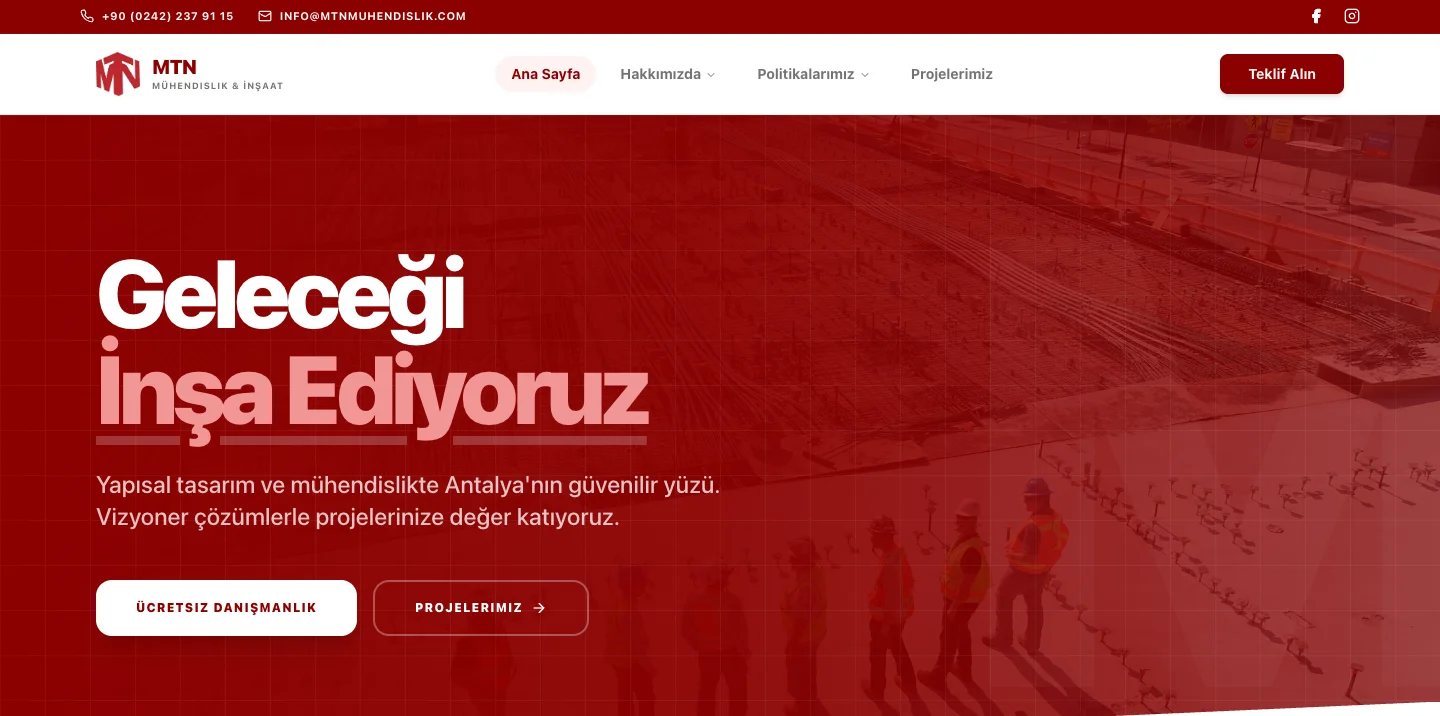 +90 (0242) 237 91 15
INFO@MTNMUHENDISLIK.COM
MTN
MÜHENDISLIK & İNŞAAT
Ana Sayfa
Hakkımızda
Politikalarımız
Projelerimiz
Teklif Alın
Geleceği
İnşa Ediyoruz
Yapısal tasarım ve mühendislikte Antalya'nın güvenilir yüzü.
Vizyoner çözümlerle projelerinize değer katıyoruz.
ÜCRETSIZ DANIŞMANLIK
PROJELERIMIZ